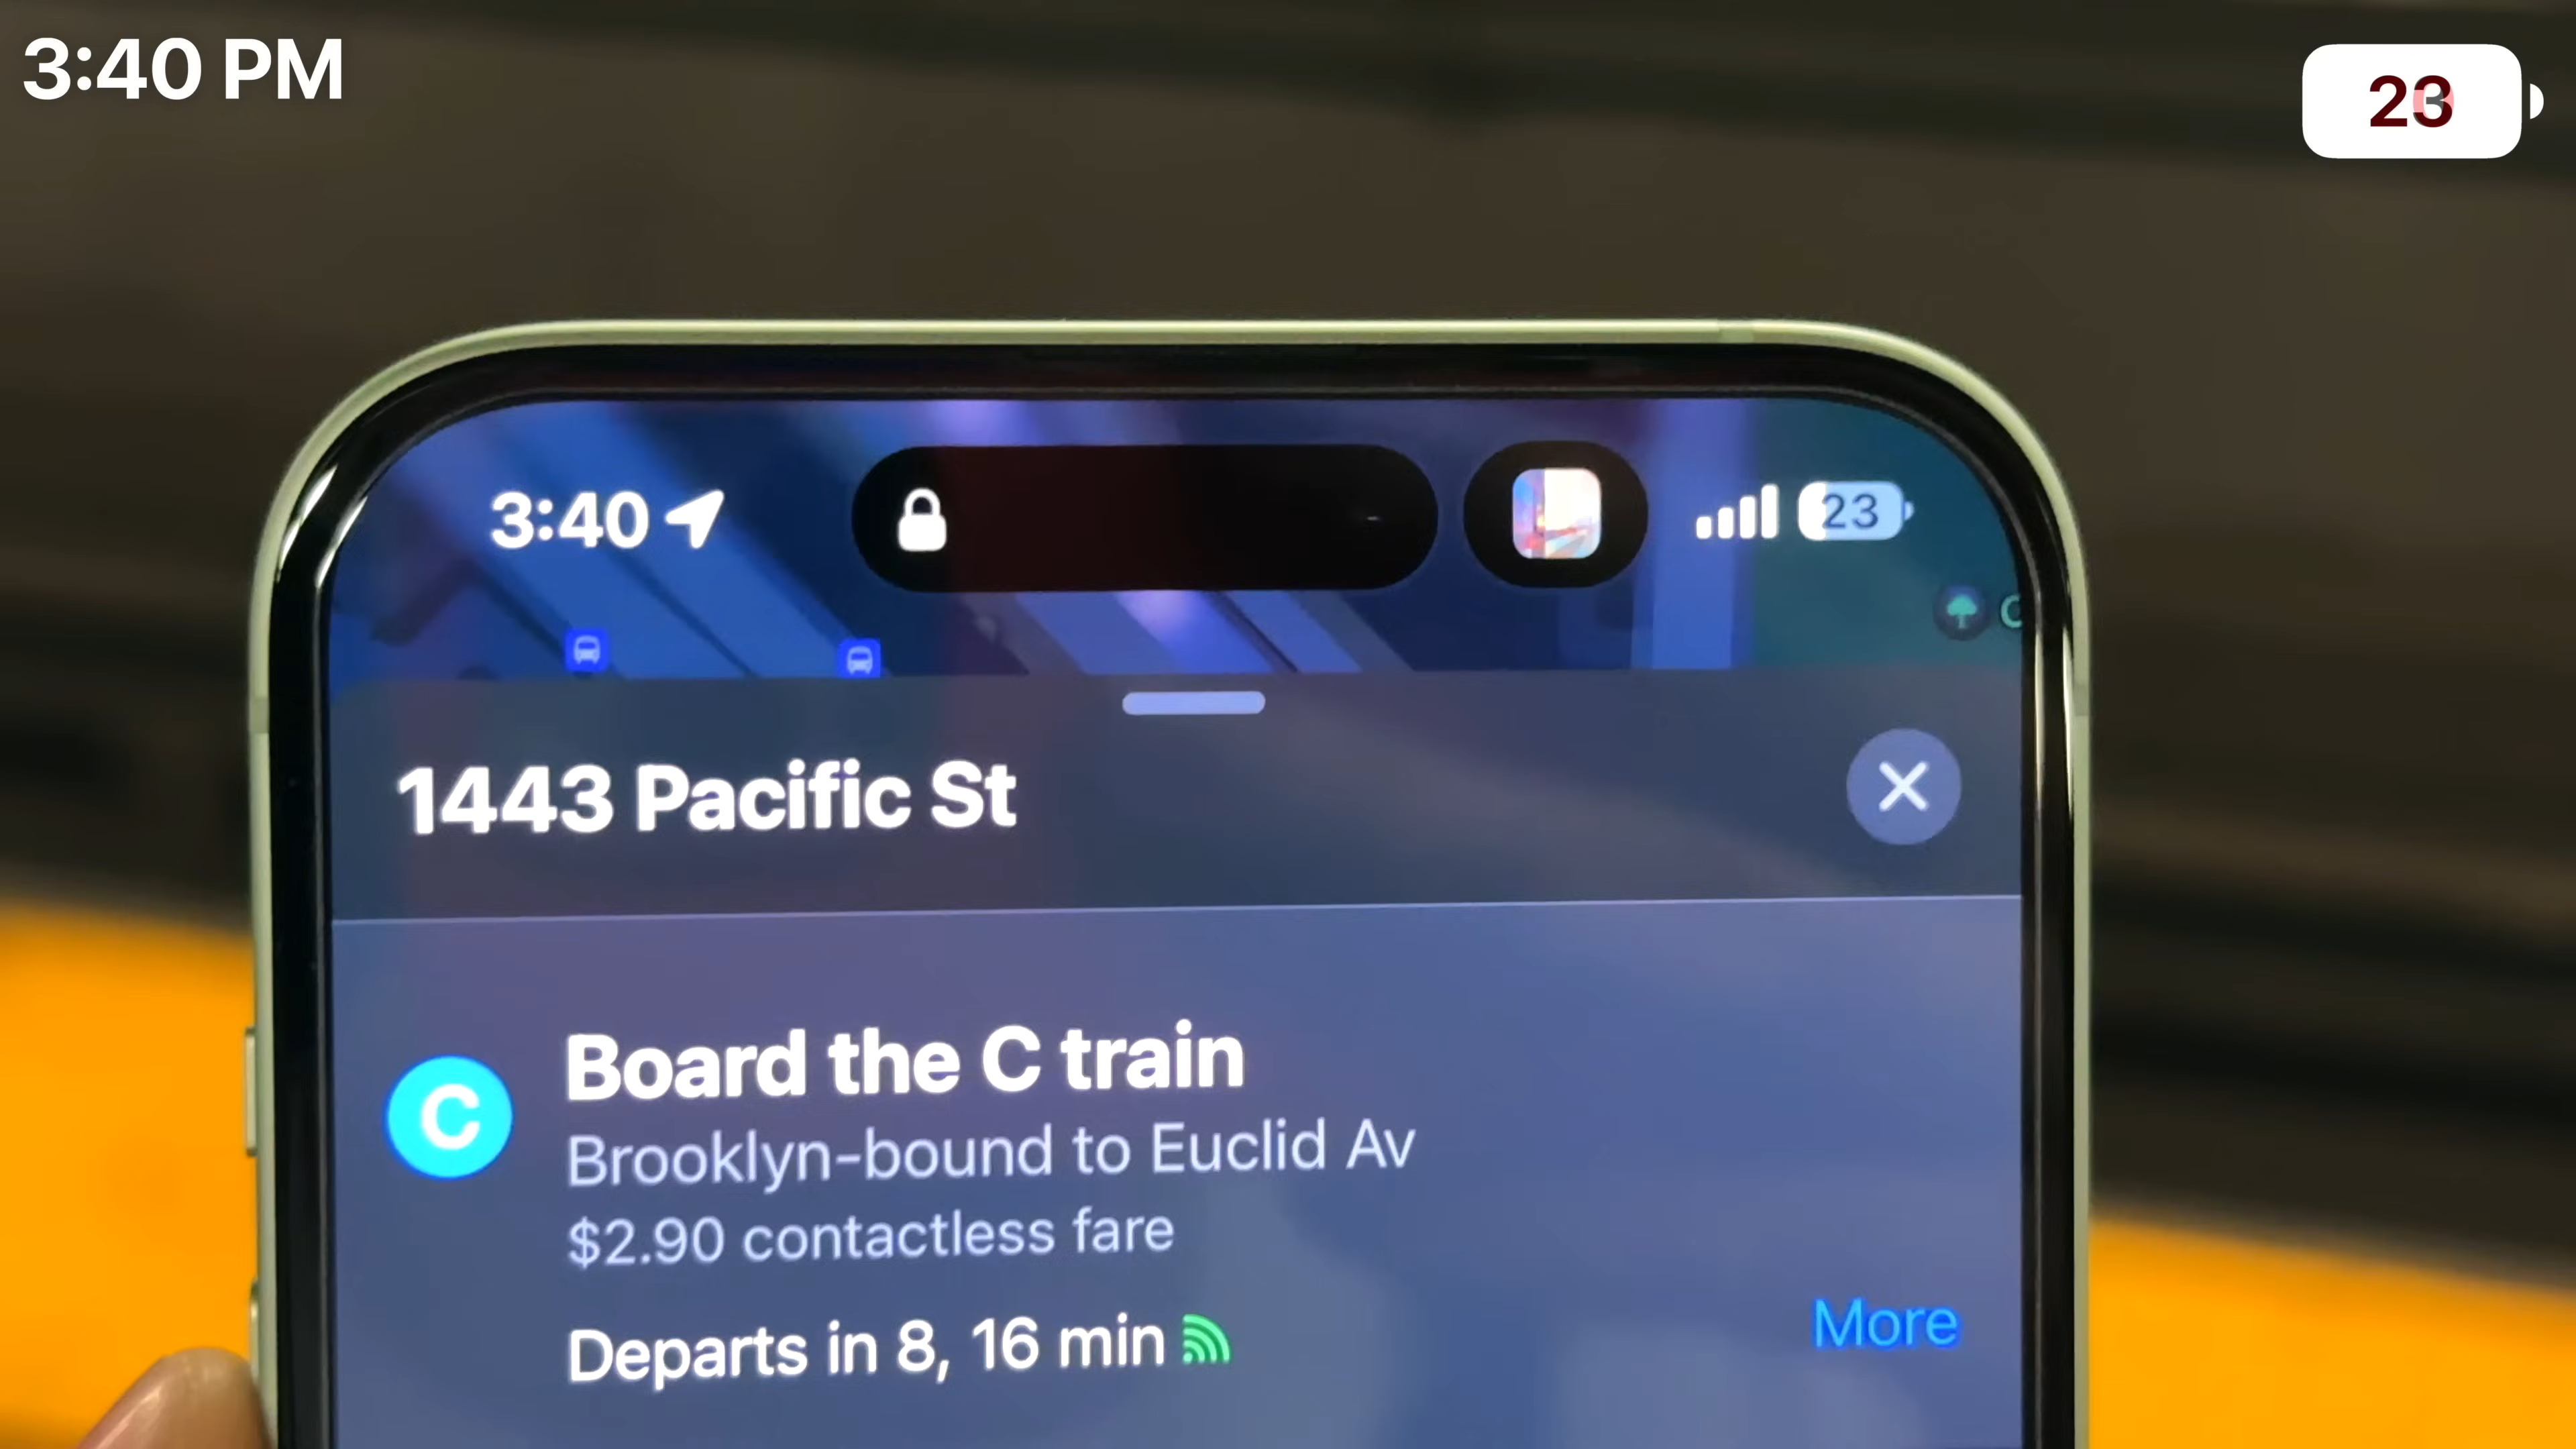 3:40 PM
23
3:40
23
1443 Pacific St
C
Board the C train
Brooklyn-bound to Euclid Av
$2.90 contactless fare
Departs in 8, 16 min
More